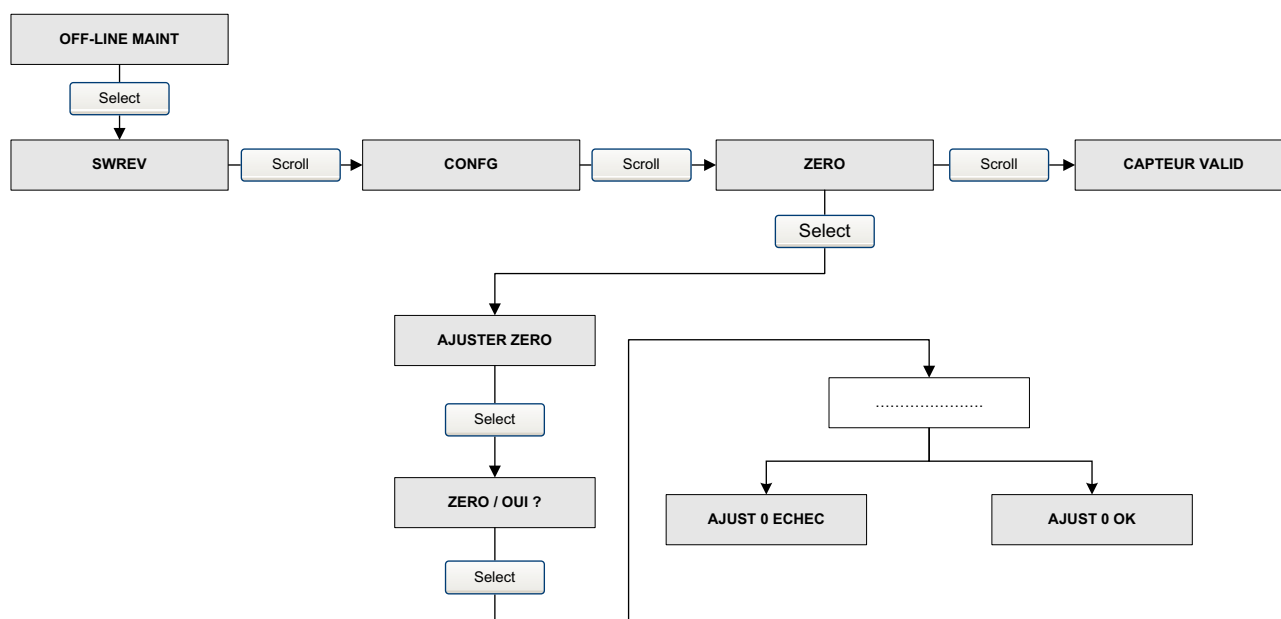 OFF-LINE MAINT
Select
SWREV
Scroll
CONFG
Scroll
ZERO
Scroll
CAPTEUR VALID
Select
AJUSTER ZERO
Select
ZERO / OUI ?
Select
......................
AJUST 0 ECHEC
AJUST 0 OK